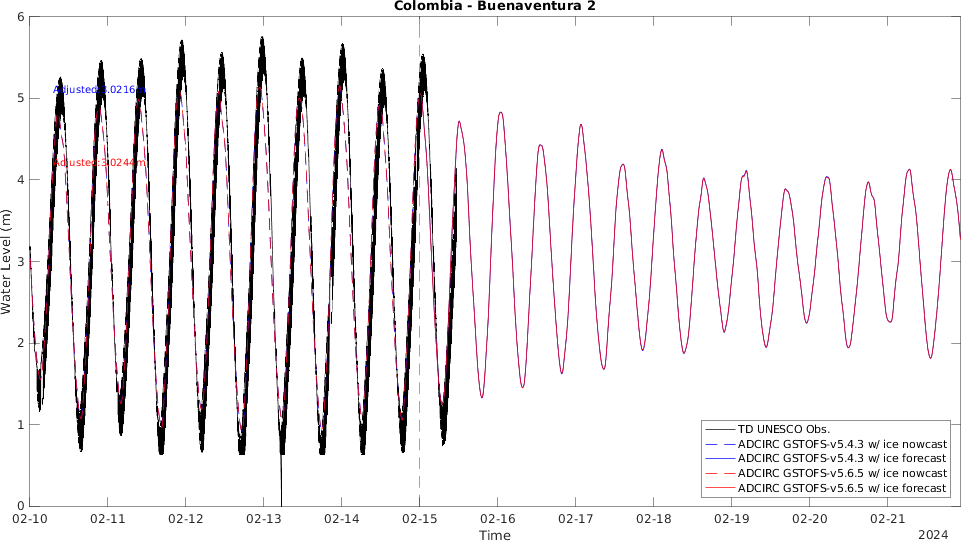 Colombia - Buenaventura 2
6
5
4
3
2
1
0
Water Level (m)
Adjusted:3.0216m
Adjusted:3.0244m
TD UNESCO Obs.
ADCIRC GSTOFS-v5.4.3 w/ ice nowcast
ADCIRC GSTOFS-v5.4.3 w/ ice forecast
ADCIRC GSTOFS-v5.6.5 w/ ice nowcast
ADCIRC GSTOFS-v5.6.5 w/ ice forecast
02-10 02-11 02-12 02-13 02-14 02-15 02-16 02-17 02-18 02-19 02-20 02-21
Time
2024